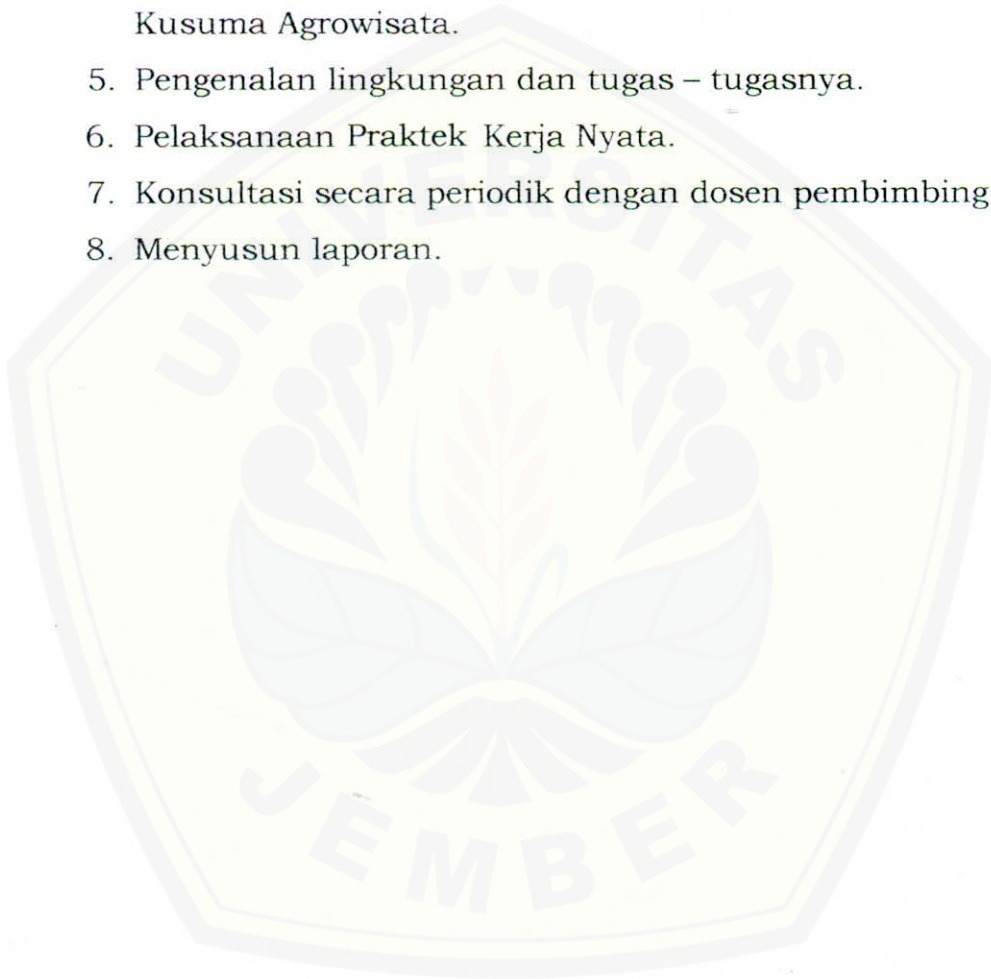 Kusuma Agrowisata.
5. Pengenalan lingkungan dan tugas – tugasnya.
6. Pelaksanaan Praktek Kerja Nyata.
7. Konsultasi secara periodik dengan dosen pembimbing
8. Menyusun laporan.
UNIVERSITAS
JEMBER